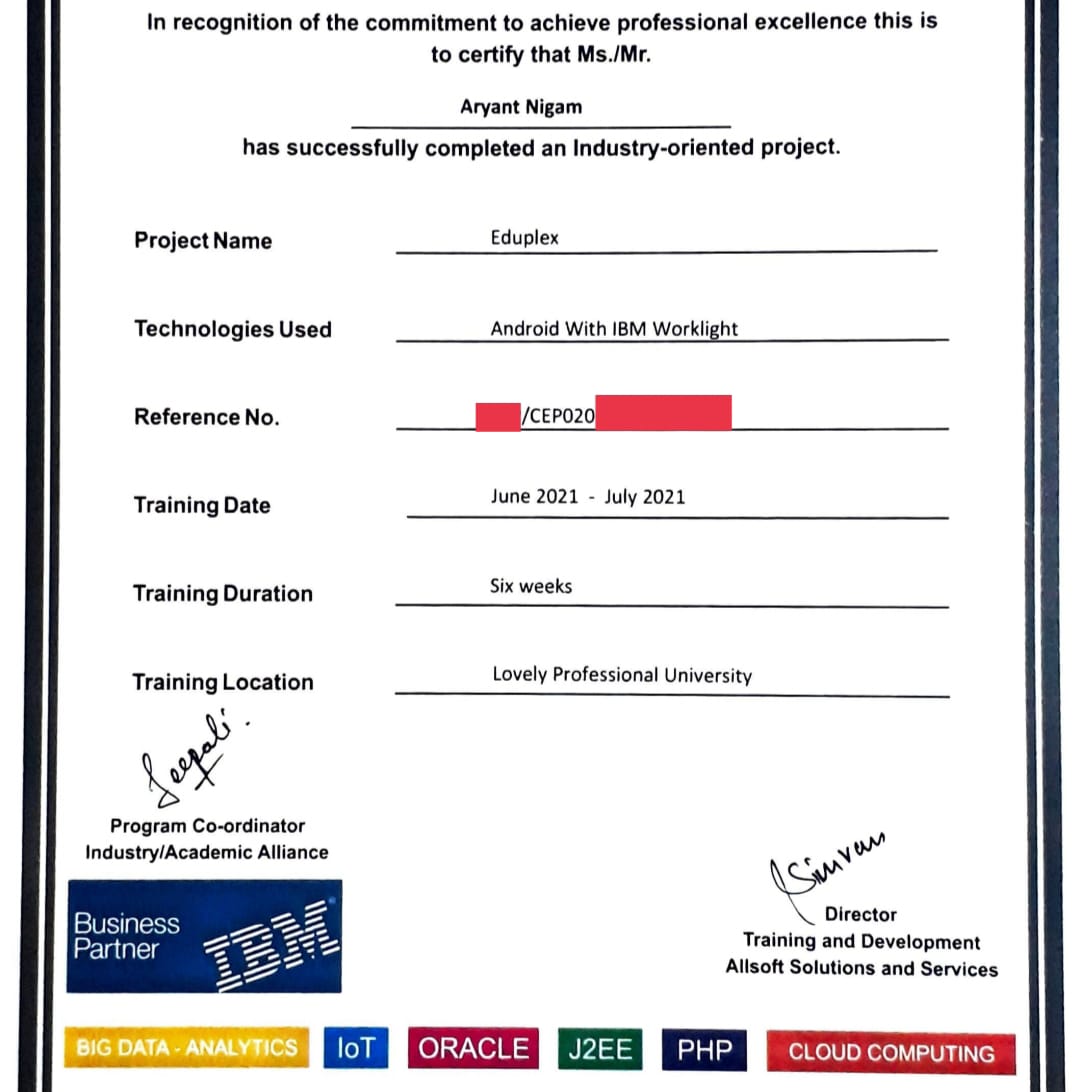 In recognition of the commitment to achieve professional excellence this is
to certify that Ms./Mr.
Aryant Nigam
has successfully completed an Industry-oriented project.
Project Name Eduplex
Technologies Used Android With IBM Worklight
Reference No. /CEP020
Training Date June 2021 - July 2021
Training Duration Six weeks
Training Location Lovely Professional University
Deepali.
Program Co-ordinator
Industry/Academic Alliance
Simran
Director
Training and Development
Allsoft Solutions and Services
Business
Partner
IBM
BIG DATA - ANALYTICS IoT ORACLE J2EE PHP CLOUD COMPUTING